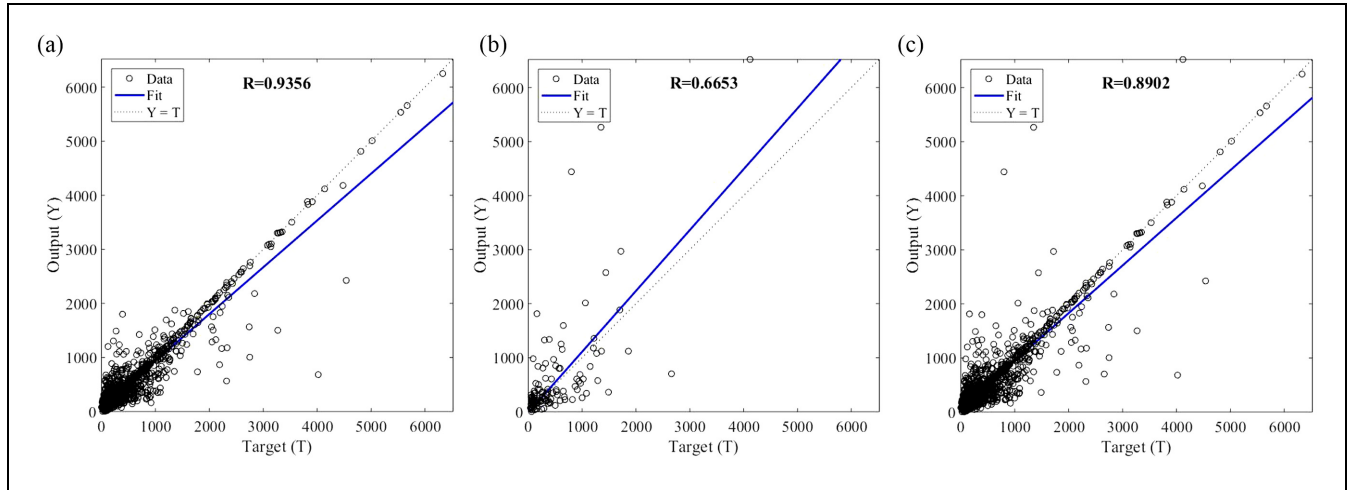 (a)
R=0.9356
Data
Fit
Y = T
6000
5000
4000
3000
2000
1000
0
Output (Y)
0 1000 2000 3000 4000 5000 6000
Target (T)
(b)
R=0.6653
Data
Fit
Y = T
6000
5000
4000
3000
2000
1000
0
Output (Y)
0 1000 2000 3000 4000 5000 6000
Target (T)
(c)
R=0.8902
Data
Fit
Y = T
6000
5000
4000
3000
2000
1000
0
Output (Y)
0 1000 2000 3000 4000 5000 6000
Target (T)